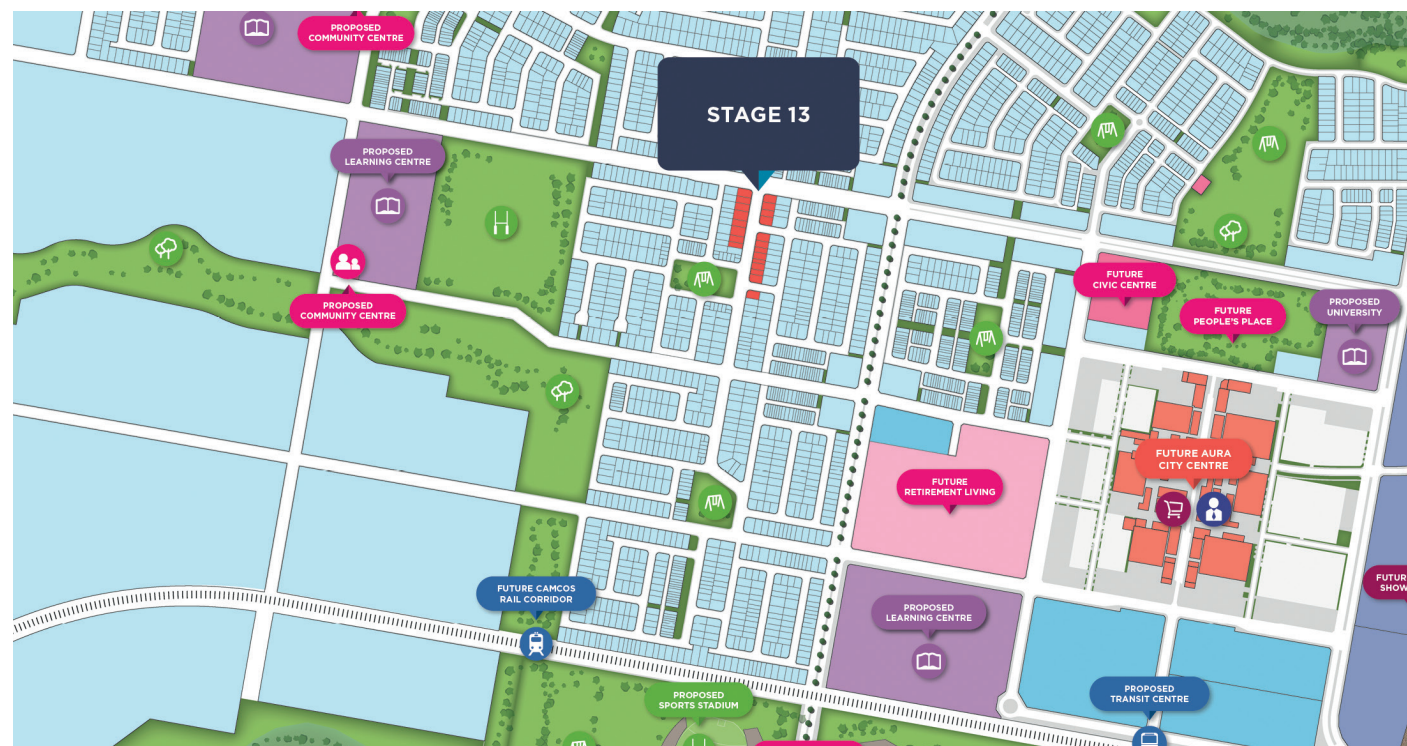 PROPOSED
COMMUNITY CENTRE
STAGE 13
PROPOSED
LEARNING CENTRE
PROPOSED
COMMUNITY CENTRE
FUTURE
CIVIC CENTRE
FUTURE
PEOPLE'S PLACE
PROPOSED
UNIVERSITY
FUTURE AURA
CITY CENTRE
FUTURE
RETIREMENT LIVING
FUTURE CAMCOS
RAIL CORRIDOR
PROPOSED
LEARNING CENTRE
PROPOSED
SPORTS STADIUM
PROPOSED
TRANSIT CENTRE